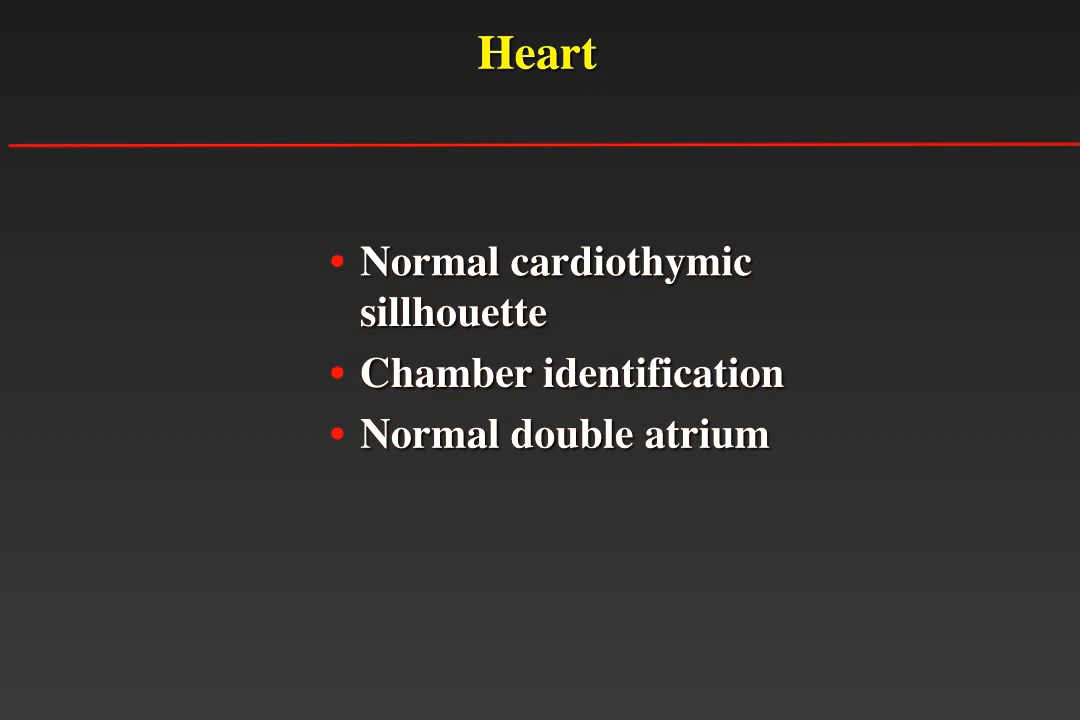 Heart
• Normal cardiothymic
sillhouette
• Chamber identification
• Normal double atrium